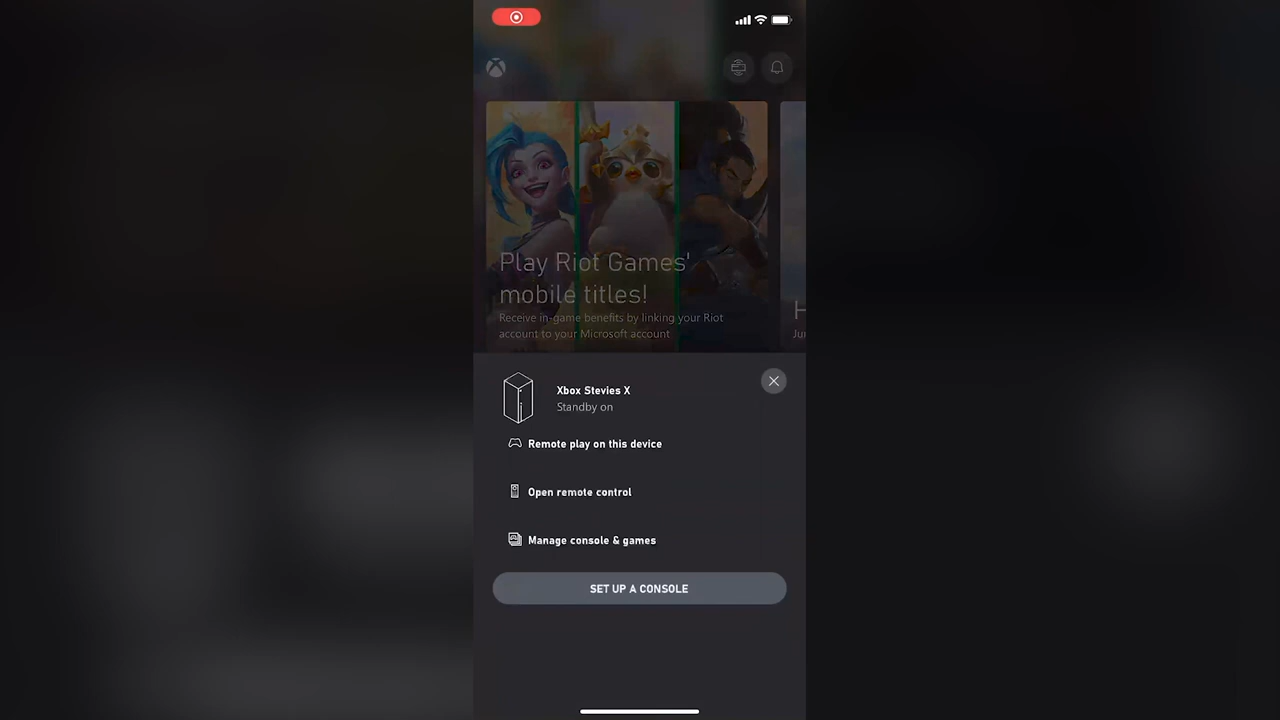 Play Riot Games'
mobile titles!
Receive in-game benefits by linking your Riot
account to your Microsoft account
H
Xbox Stevies X
Standby on
Remote play on this device
Open remote control
Manage console & games
SET UP A CONSOLE